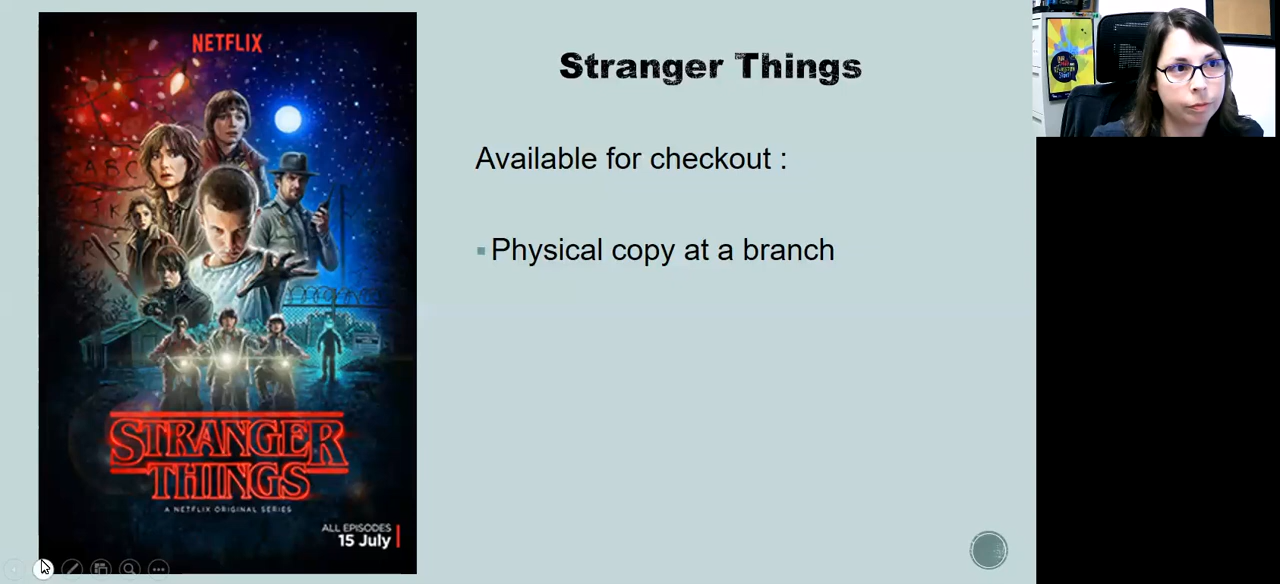 NETFLIX
ABC
STRANGER
THINGS
A NETFLIX ORIGINAL SERIES
ALL EPISODES
15 July
Stranger Things
Available for checkout :
Physical copy at a branch